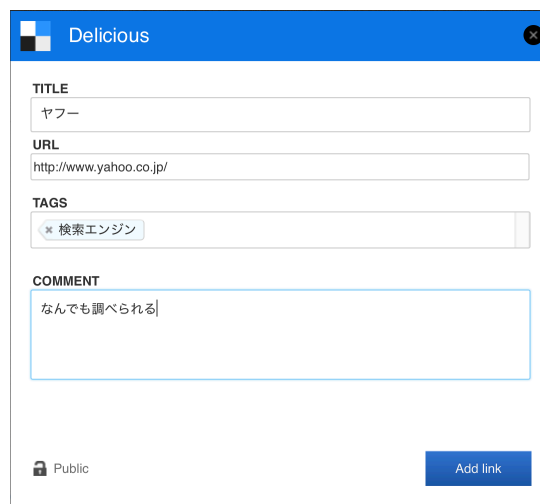 Delicious
TITLE
ヤフー
URL
http://www.yahoo.co.jp/
TAGS
検索エンジン
COMMENT
なんでも調べられる
Public
Add link